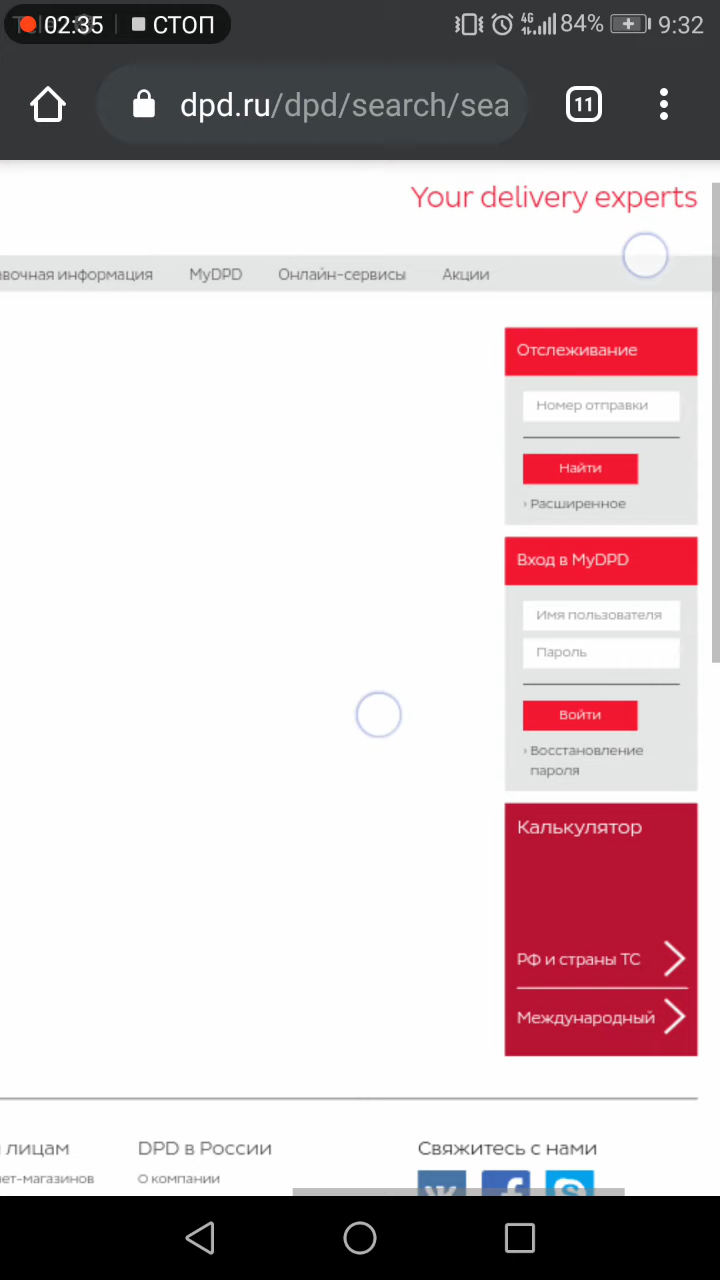 02:35 СТОП 4G 84% 9:32
dpd.ru/dpd/search/sea 11
Your delivery experts
вочная информация MyDPD Онлайн-сервисы Акции
Отслеживание
Номер отправки
Найти
› Расширенное
Вход в MyDPD
Имя пользователя
Пароль
Войти
› Восстановление
пароля
Калькулятор
РФ и страны ТС
Международный
лицам DPD в России Свяжитесь с нами
ет-магазинов О компании